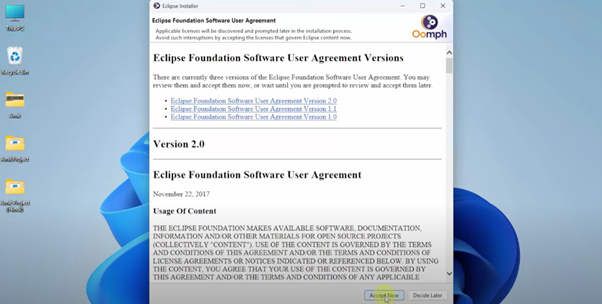 This PC
Recycle Bin
Amit
Amit Project
Amit Project
(Hindi)
Eclipse Installer
Eclipse Foundation Software User Agreement
Applicable licenses will be discovered and prompted later in the installation process.
Avoid such interruptions by accepting the licenses that govern Eclipse content now.
Oomph
Eclipse Foundation Software User Agreement Versions
There are currently three versions of the Eclipse Foundation Software User Agreement. You may
review them and accept them now, or wait until you are prompted to review and accept them later.
• Eclipse Foundation Software User Agreement Version 2.0
• Eclipse Foundation Software User Agreement Version 1.1
• Eclipse Foundation Software User Agreement Version 1.0
Version 2.0
Eclipse Foundation Software User Agreement
November 22, 2017
Usage Of Content
THE ECLIPSE FOUNDATION MAKES AVAILABLE SOFTWARE, DOCUMENTATION,
INFORMATION AND/OR OTHER MATERIALS FOR OPEN SOURCE PROJECTS
(COLLECTIVELY "CONTENT"). USE OF THE CONTENT IS GOVERNED BY THE TERMS
AND CONDITIONS OF THIS AGREEMENT AND/OR THE TERMS AND CONDITIONS OF
LICENSE AGREEMENTS OR NOTICES INDICATED OR REFERENCED BELOW. BY USING
THE CONTENT, YOU AGREE THAT YOUR USE OF THE CONTENT IS GOVERNED BY
THIS AGREEMENT AND/OR THE TERMS AND CONDITIONS OF ANY APPLICABLE
Accept Now
Decide Later